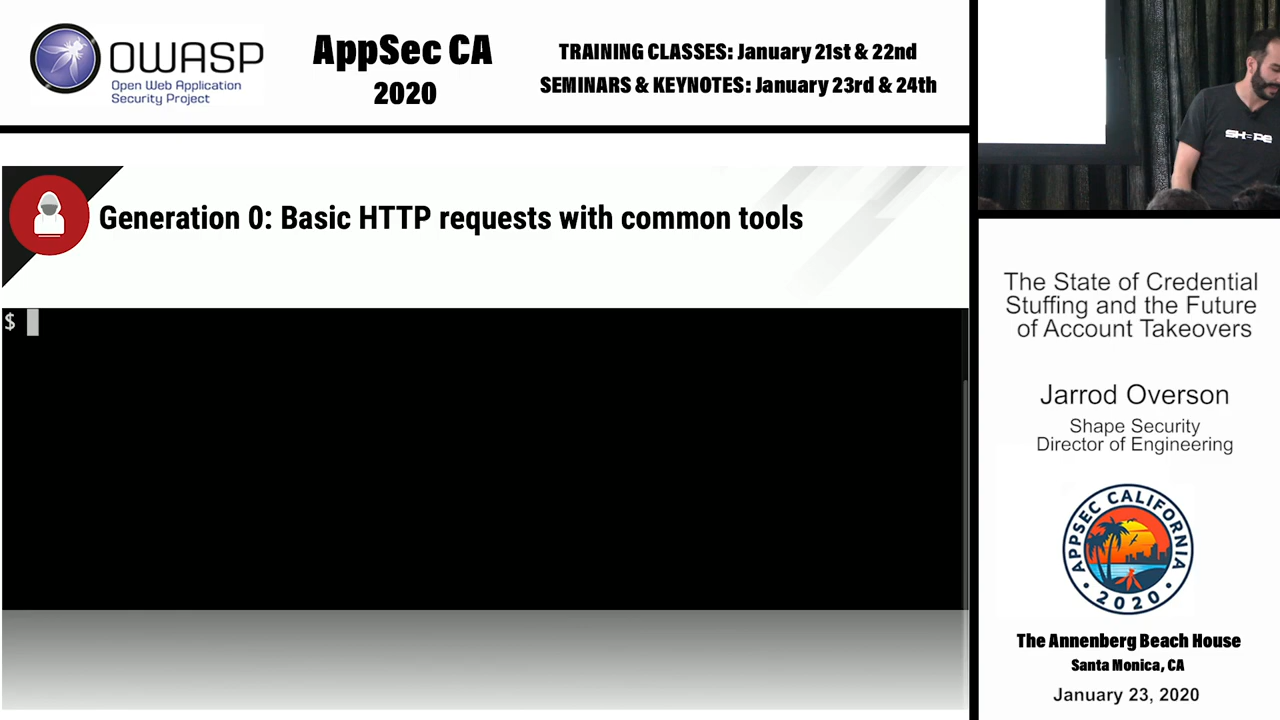 OWASP
Open Web Application
Security Project
AppSec CA
2020
TRAINING CLASSES: January 21st & 22nd
SEMINARS & KEYNOTES: January 23rd & 24th
SHAPE
Generation 0: Basic HTTP requests with common tools
$
The State of Credential
Stuffing and the Future
of Account Takeovers
Jarrod Overson
Shape Security
Director of Engineering
APPSEC CALIFORNIA
• 2020 •
The Annenberg Beach House
Santa Monica, CA
January 23, 2020